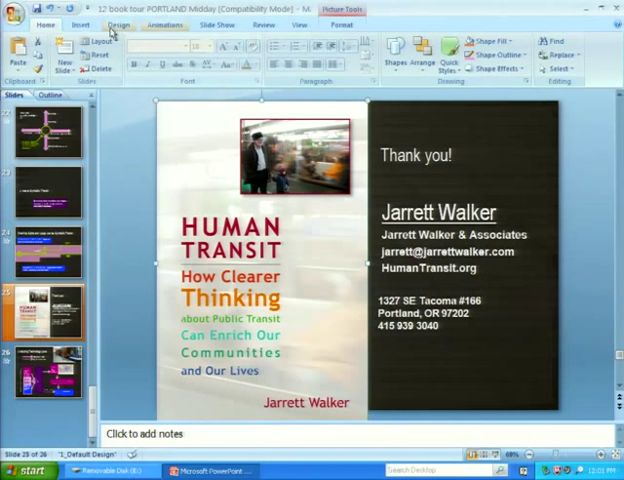 12 book tour PORTLAND Midday [Compatibility Mode] - M
Picture Tools
Home
Insert
Design
Animations
Slide Show
Review
View
Format
Paste
New
Slide
Layout
Reset
Delete
Shapes
Arrange
Quick
Styles
Shape Fill
Shape Outline
Shape Effects
Find
Replace
Select
Clipboard
Slides
Font
Paragraph
Drawing
Editing
Slides
Outline
23
24
25
26
HUMAN
TRANSIT
How Clearer
Thinking
about Public Transit
Can Enrich Our
Communities
and Our Lives
Jarrett Walker
Thank you!
Jarrett Walker
Jarrett Walker & Associates
jarrett@jarrettwalker.com
HumanTransit.org
1327 SE Tacoma #166
Portland, OR 97202
415 939 3040
Click to add notes
Slide 25 of 26
"1_Default Design"
68%
start
Removable Disk (E:)
Microsoft PowerPoint ...
Search Desktop
12:01 PM